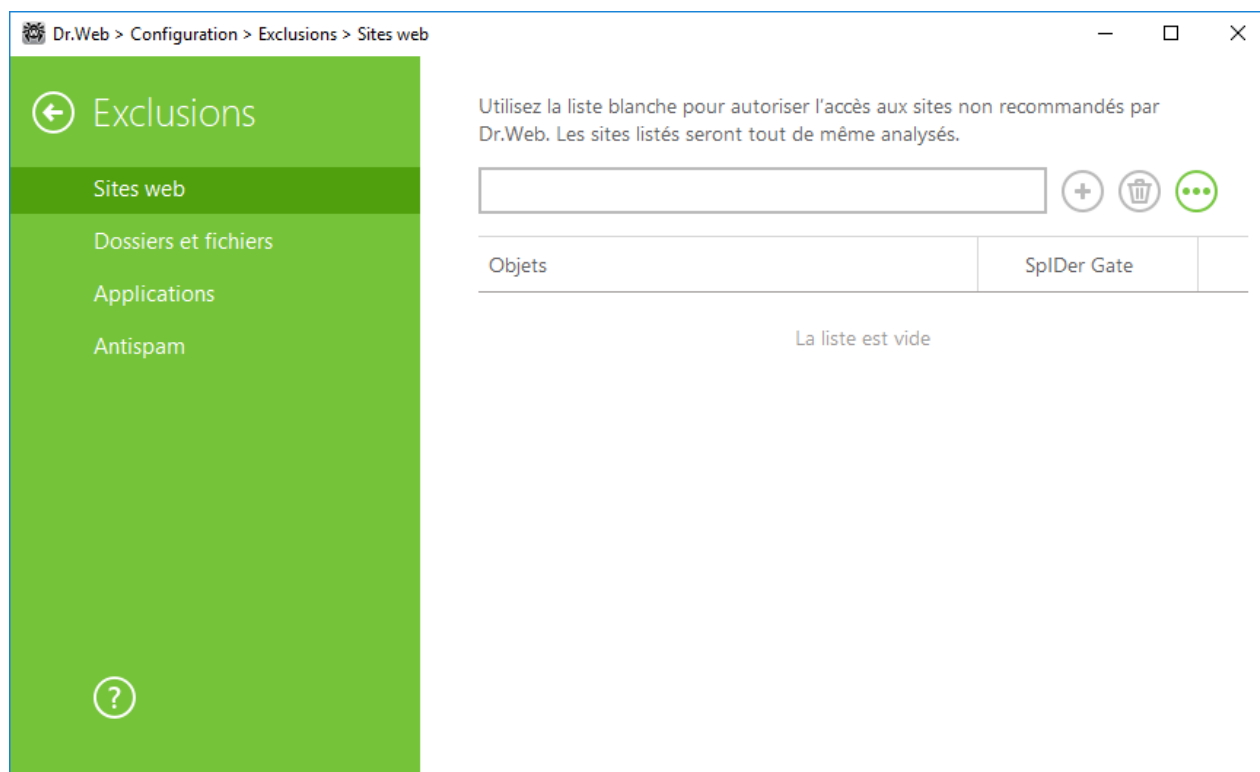 Dr.Web > Configuration > Exclusions > Sites web
Exclusions
Sites web
Dossiers et fichiers
Applications
Antispam
?
Utilisez la liste blanche pour autoriser l'accès aux sites non recommandés par
Dr.Web. Les sites listés seront tout de même analysés.
Objets SpIDer Gate
La liste est vide